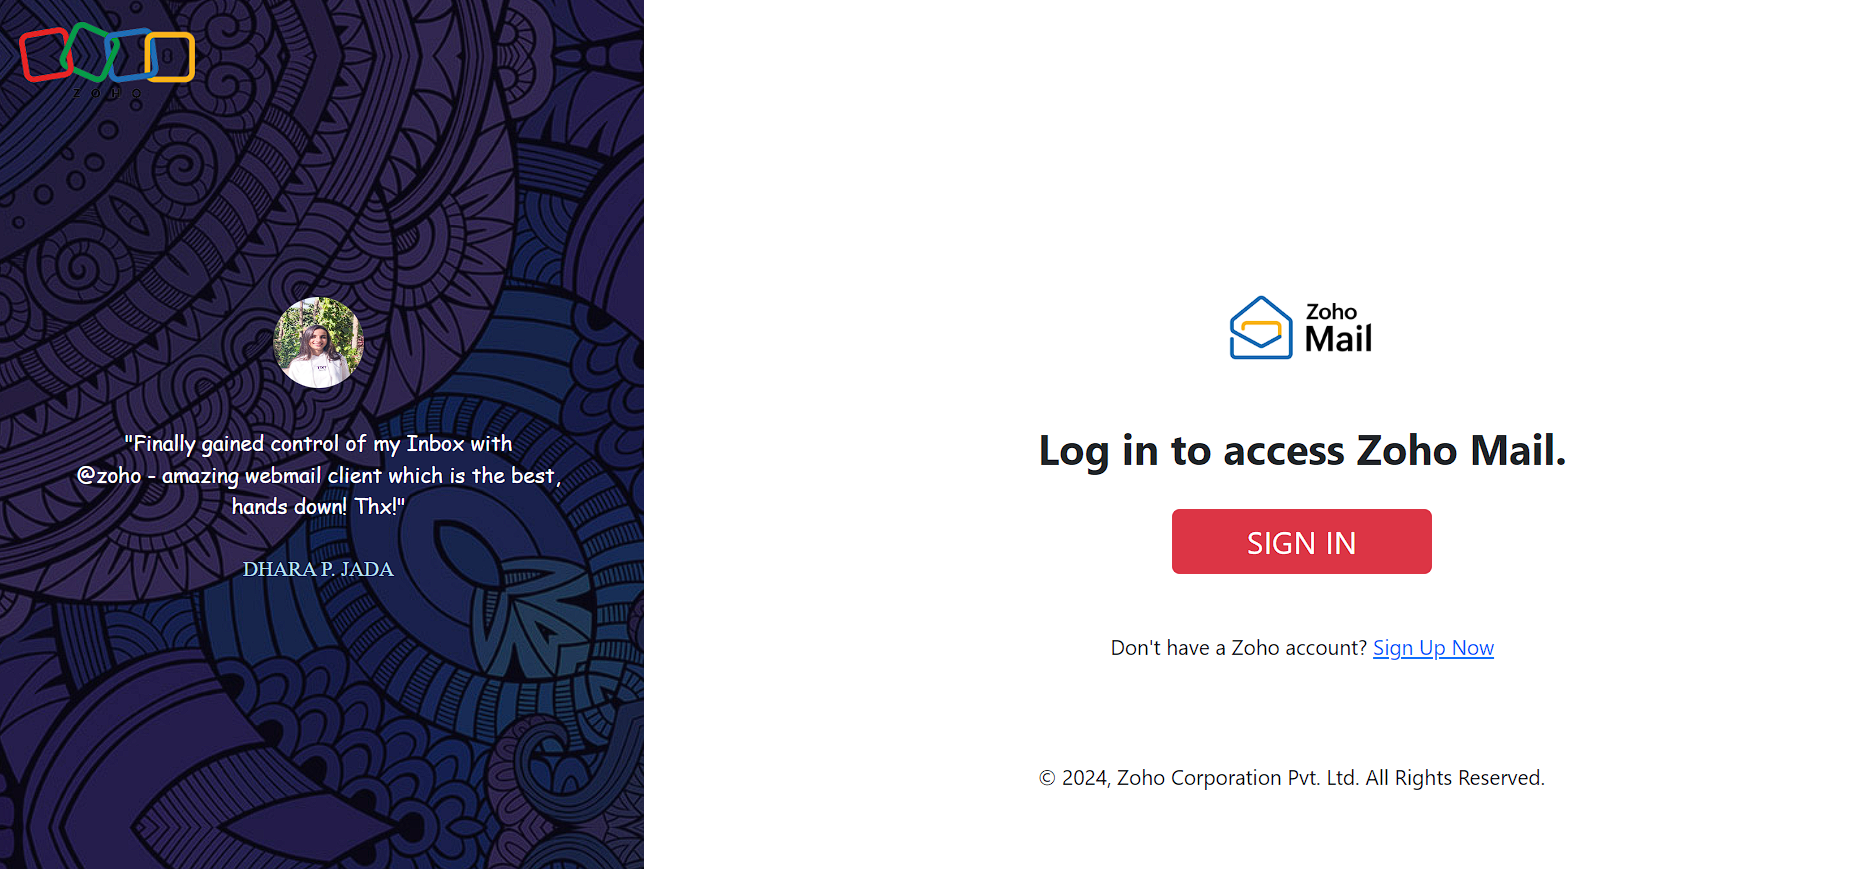 ZOHO
"Finally gained control of my Inbox with
@zoho - amazing webmail client which is the best,
hands down! Thx!"
DHARA P. JADA
Zoho
Mail
Log in to access Zoho Mail.
SIGN IN
Don't have a Zoho account? Sign Up Now
© 2024, Zoho Corporation Pvt. Ltd. All Rights Reserved.